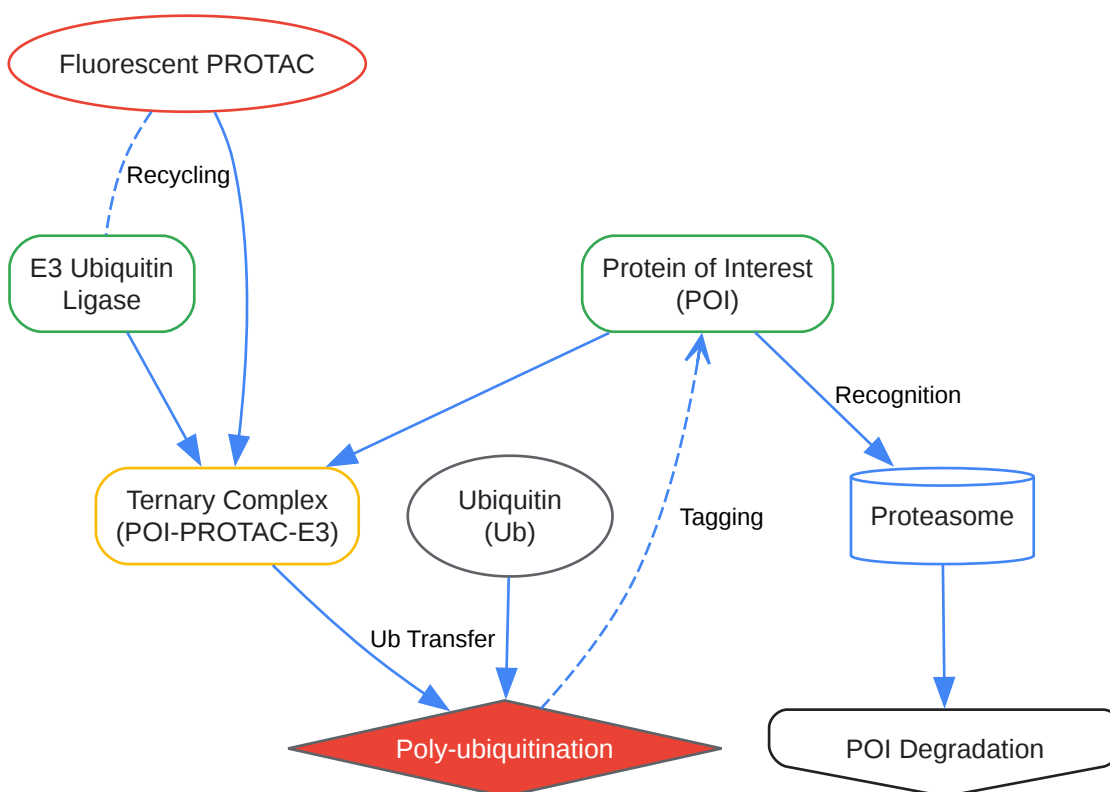 Fluorescent PROTAC
Recycling
E3 Ubiquitin
Ligase
Protein of Interest
(POI)
Recognition
Ternary Complex
(POI-PROTAC-E3)
Ubiquitin
(Ub)
Tagging
Proteasome
Ub Transfer
Poly-ubiquitination
POI Degradation